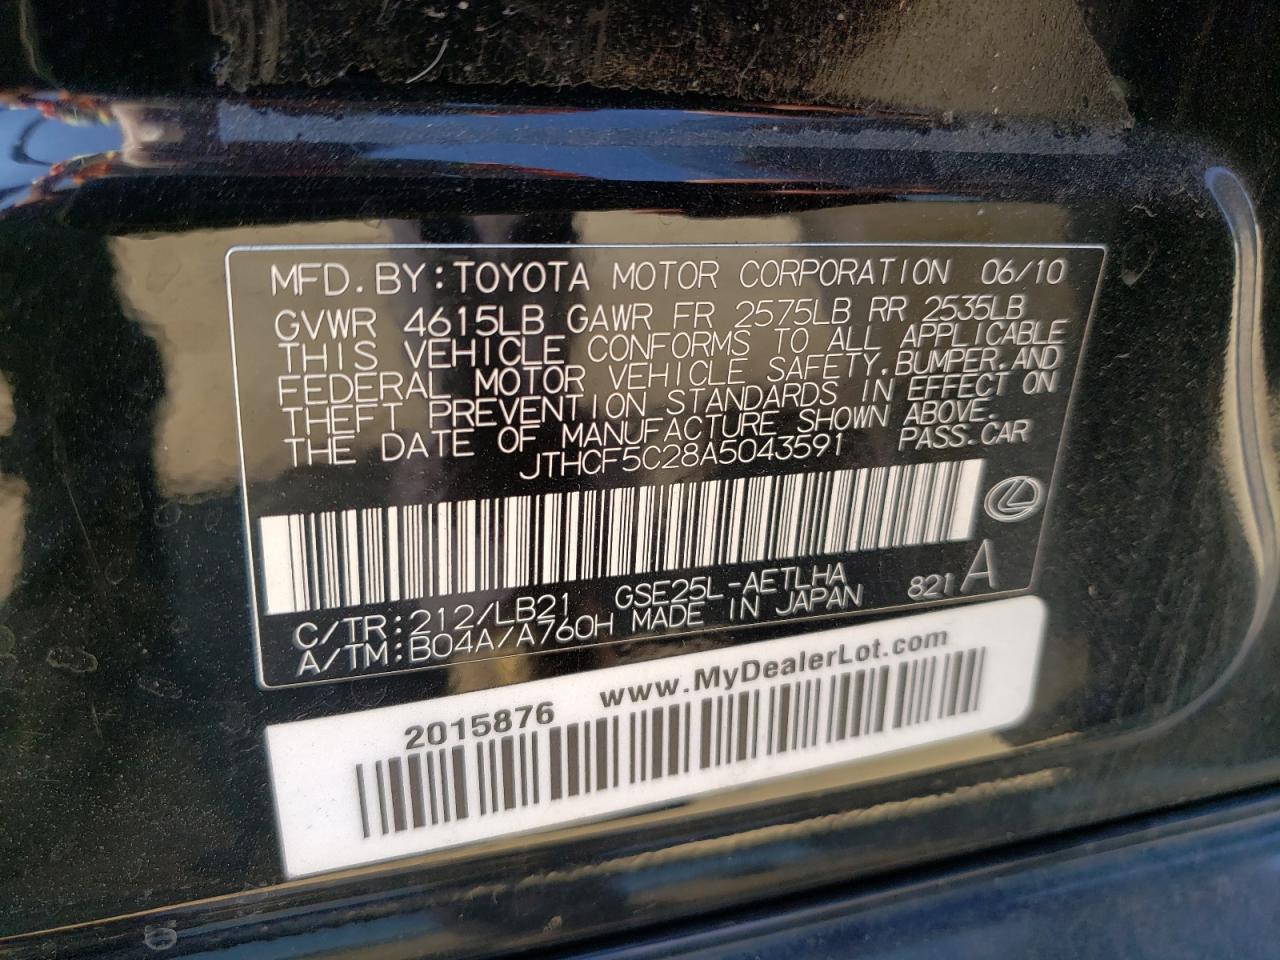 MFD. BY: TOYOTA MOTOR CORPORATION 06/10
GVWR 4615LB GAWR FR 2575LB RR 2535LB
THIS VEHICLE CONFORMS TO ALL APPLICABLE
FEDERAL MOTOR VEHICLE SAFETY, BUMPER, AND
THEFT PREVENTION STANDARDS IN EFFECT ON
THE DATE OF MANUFACTURE SHOWN ABOVE.
JTHCF5C28A5043591 PASS. CAR
C/TR: 212/LB21 GSE25L-AETLHA 821 A
A/TM: B04A/A760H MADE IN JAPAN
2015876 www.MyDealerLot.com